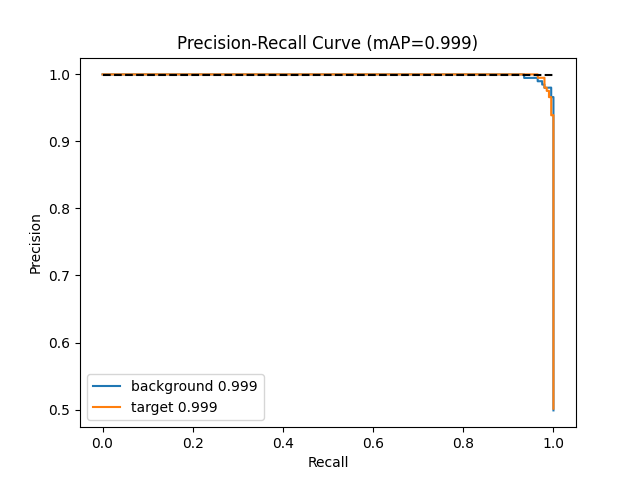 Precision-Recall Curve (mAP=0.999)
1.0
0.9
0.8
0.7
0.6
0.5
Precision
background 0.999
target 0.999
0.0 0.2 0.4 0.6 0.8 1.0
Recall